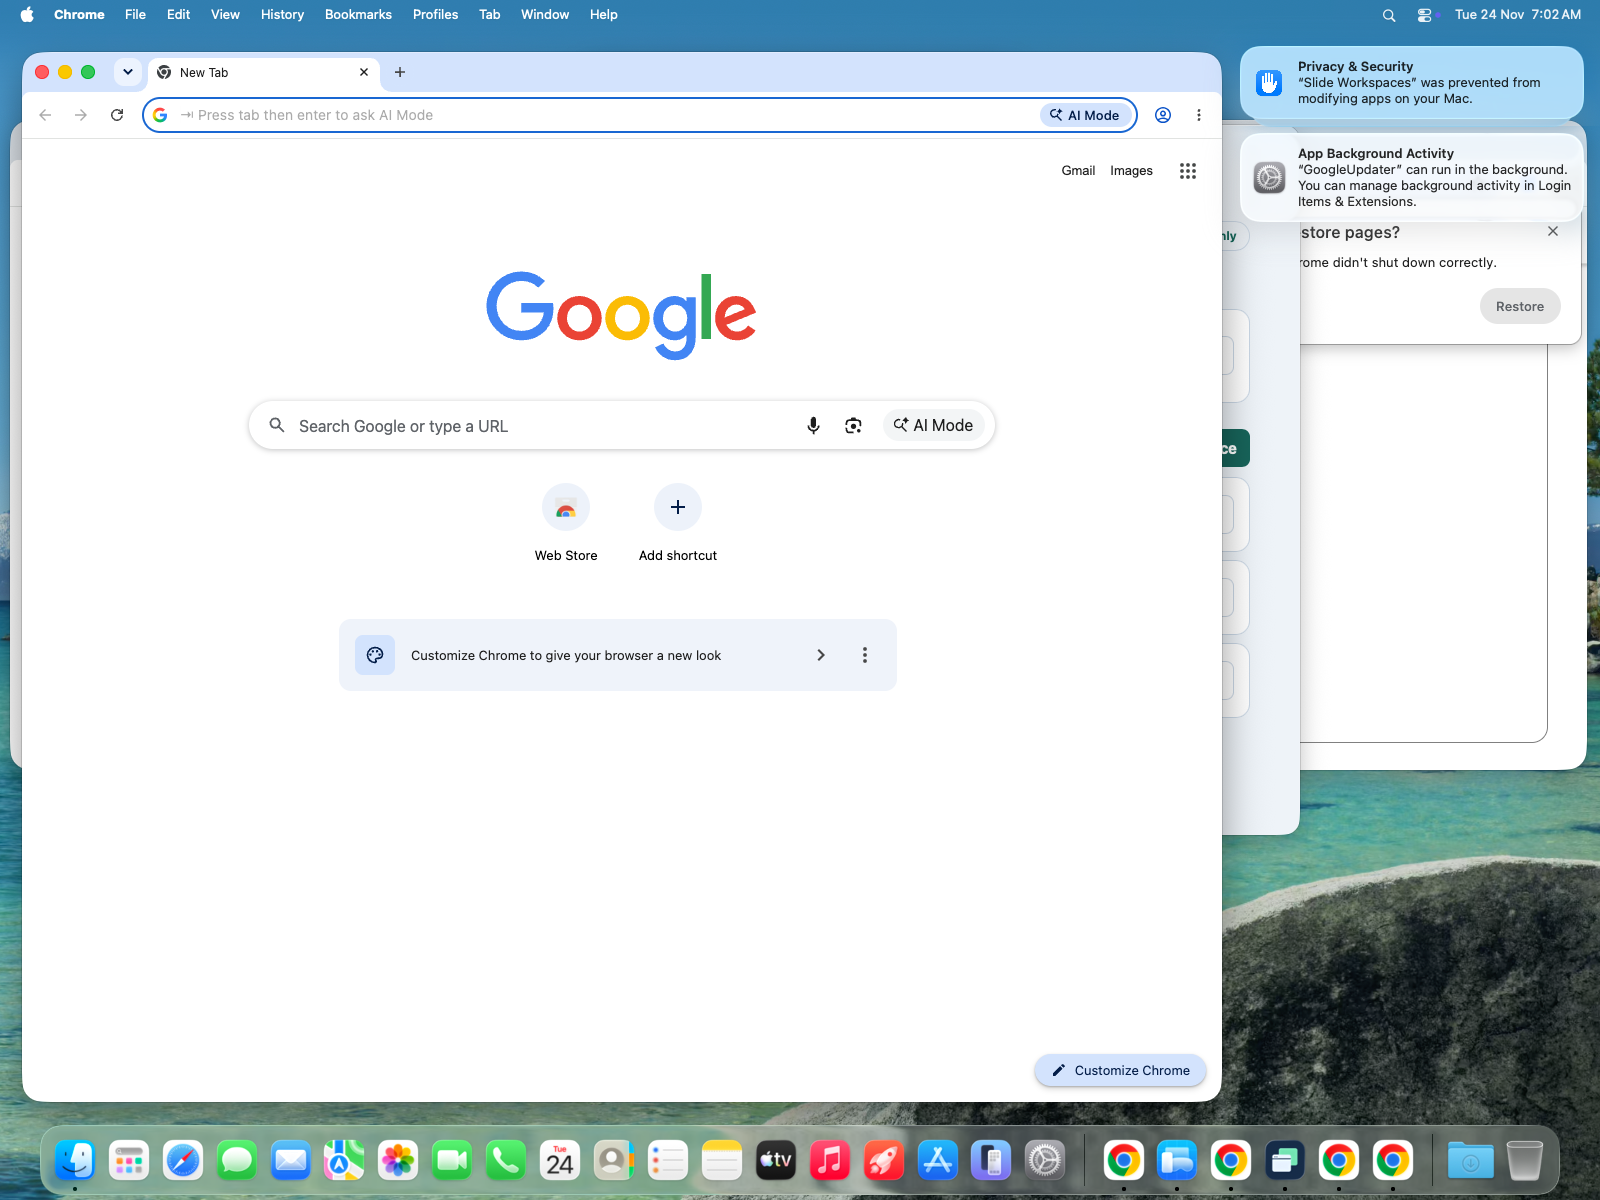 Chrome File Edit View History Bookmarks Profiles Tab Window Help
Tue 24 Nov 7:02 AM
New Tab
Press tab then enter to ask AI Mode
AI Mode
Privacy & Security
“Slide Workspaces” was prevented from
modifying apps on your Mac.
App Background Activity
“GoogleUpdater” can run in the background.
You can manage background activity in Login
Items & Extensions.
Gmail Images
store pages?
rome didn't shut down correctly.
Restore
Google
Search Google or type a URL
AI Mode
Web Store
Add shortcut
Customize Chrome to give your browser a new look
Customize Chrome
Tue
24
tv